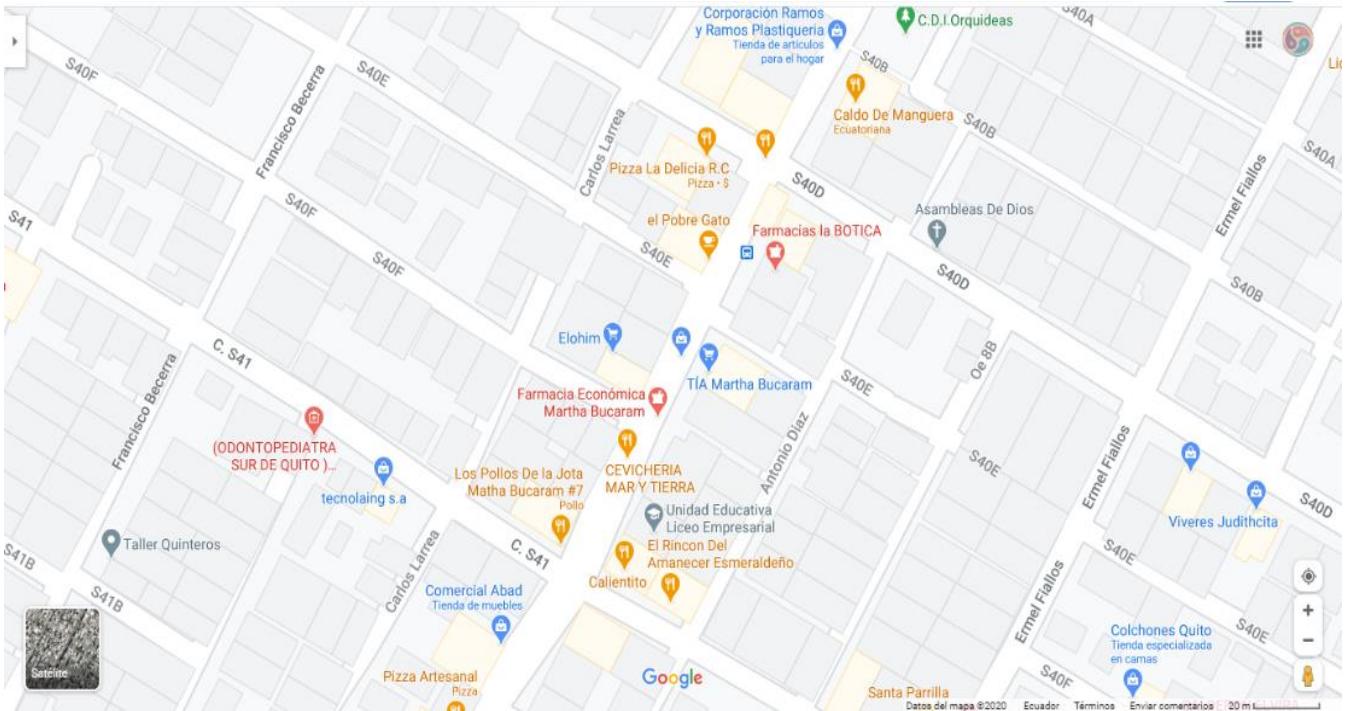 Corporación Ramos
y Ramos Plastiqueria
Tienda de artículos
para el hogar
C.D.I.Orquideas
S40A
S40F
S40E
S40B
Caldo De Manguera
Ecuatoriana
S40B
S40A
Francisco Becerra
Carlos Larrea
Pizza La Delicia R.C
Pizza · $
S40D
Ermel Fiallos
S41
S40F
el Pobre Gato
Farmacias la BOTICA
Asambleas De Dios
S40F
S40E
S40D
S40B
Elohim
C. S41
TÍA Martha Bucaram
S40E
Oe 8B
Francisco Becerra
Farmacia Económica
Martha Bucaram
Antonio Díaz
(ODONTOPEDIATRA
SUR DE QUITO )...
tecnolaing s.a
Los Pollos De la Jota
Matha Bucaram #7
Pollo
CEVICHERIA
MAR Y TIERRA
S40E
Ermel Fiallos
S40D
Viveres Judithcita
Unidad Educativa
Liceo Empresarial
El Rincon Del
Amanecer Esmeraldeño
Calientito
C. S41
Taller Quinteros
S41B
S41B
Carlos Larrea
Comercial Abad
Tienda de muebles
S40E
Ermel Fiallos
S40E
Colchones Quito
Tienda especializada
en camas
Satélite
Pizza Artesanal
Pizza
Google
Santa Parrilla
S40F
Datos del mapa ©2020 Ecuador Términos Enviar comentarios 20 m